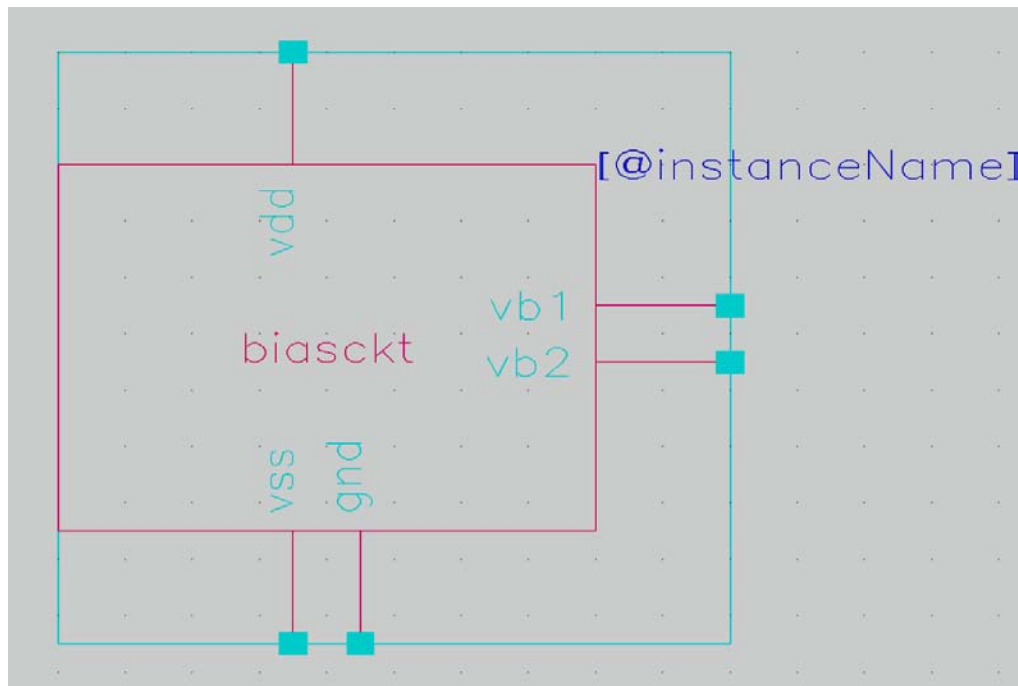 [@instanceName]
vdd
vb1
biasckt
vb2
vss
gnd